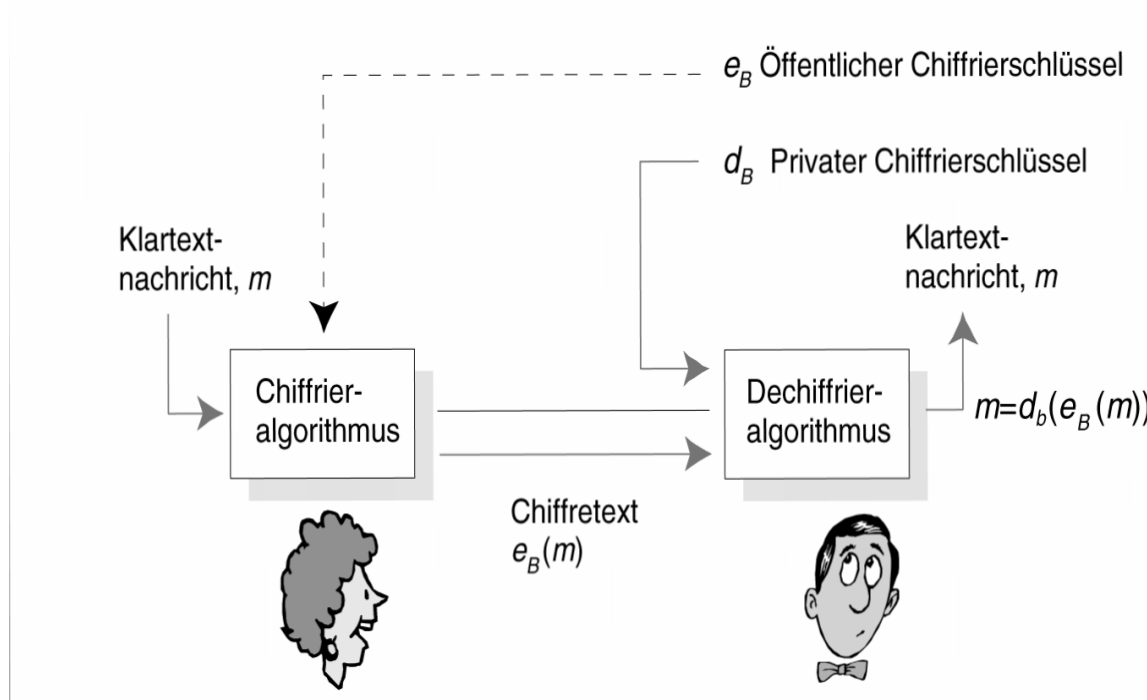 e_B Öffentlicher Chiffrierschlüssel
d_B Privater Chiffrierschlüssel
Klartext-
nachricht, m
Klartext-
nachricht, m
Chiffrier-
algorithmus
Dechiffrier-
algorithmus
m=d_b(e_B(m))
Chiffretext
e_B(m)